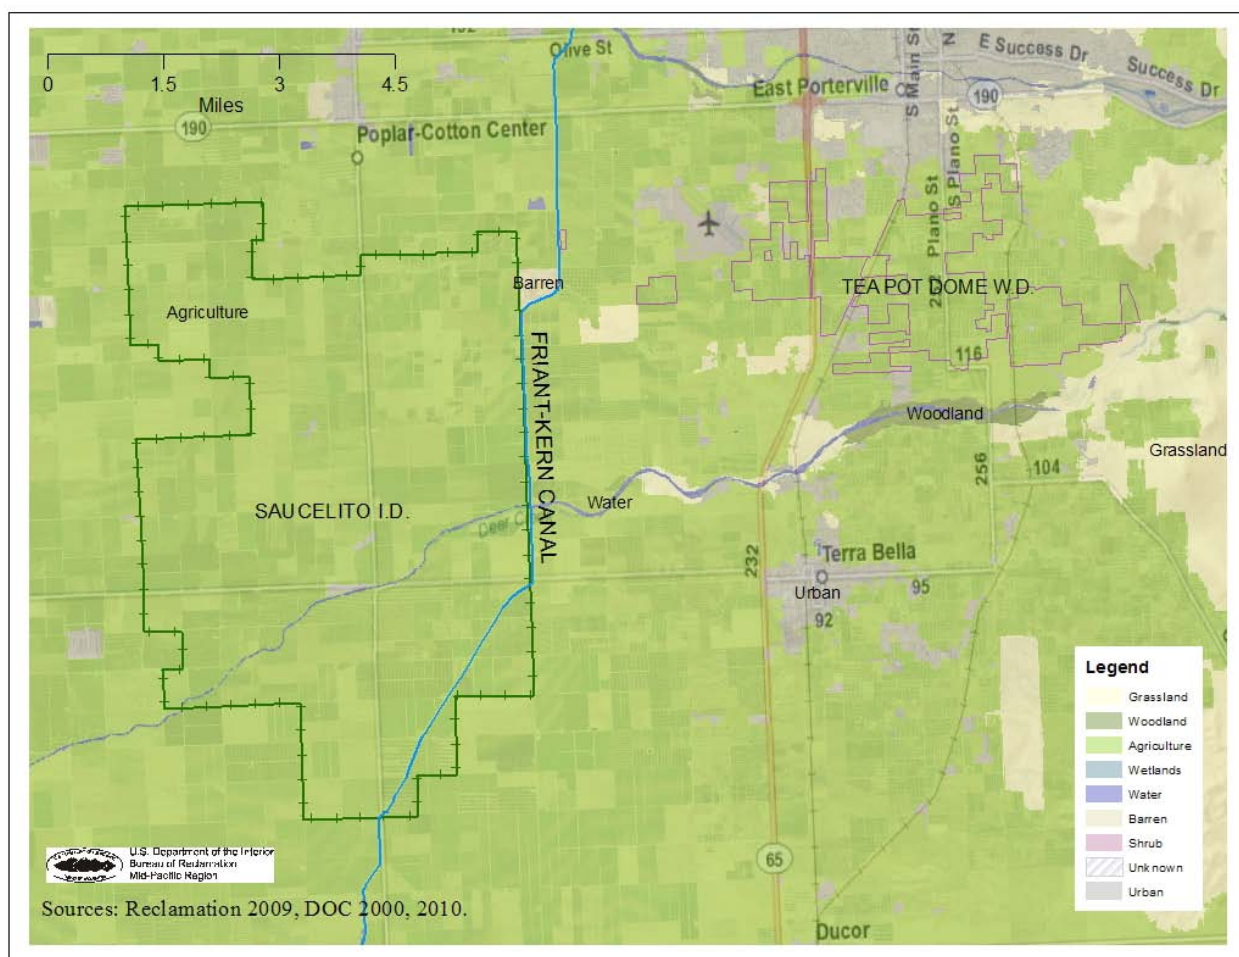 192
Olive St
0 1.5 3 4.5
Miles
190
Poplar-Cotton Center
East Porterville
S Main St
N
E Success Dr
Success Dr
190
S Plano St
Plano St
232
TEA POT DOME W.D.
Barren
Agriculture
FRIANT-KERN CANAL
116
Woodland
Grassland
256
104
Water
SAUCELITO I.D.
Deer C
232
Terra Bella
Urban
95
92
65
Ducor
Legend
Grassland
Woodland
Agriculture
Wetlands
Water
Barren
Shrub
Unknown
Urban
U.S. Department of the Interior
Bureau of Reclamation
Mid-Pacific Region
Sources: Reclamation 2009, DOC 2000, 2010.